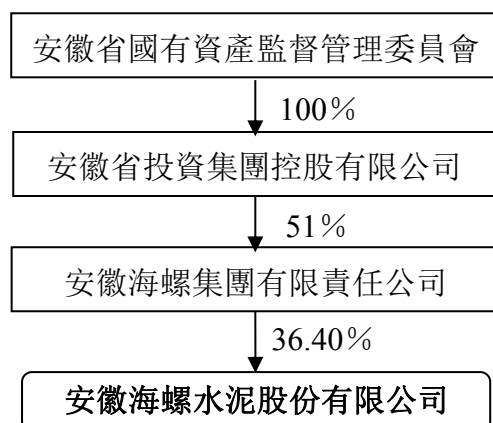 安徽省國有資產監督管理委員會
100％
安徽省投資集團控股有限公司
51％
安徽海螺集團有限責任公司
36.40％
安徽海螺水泥股份有限公司